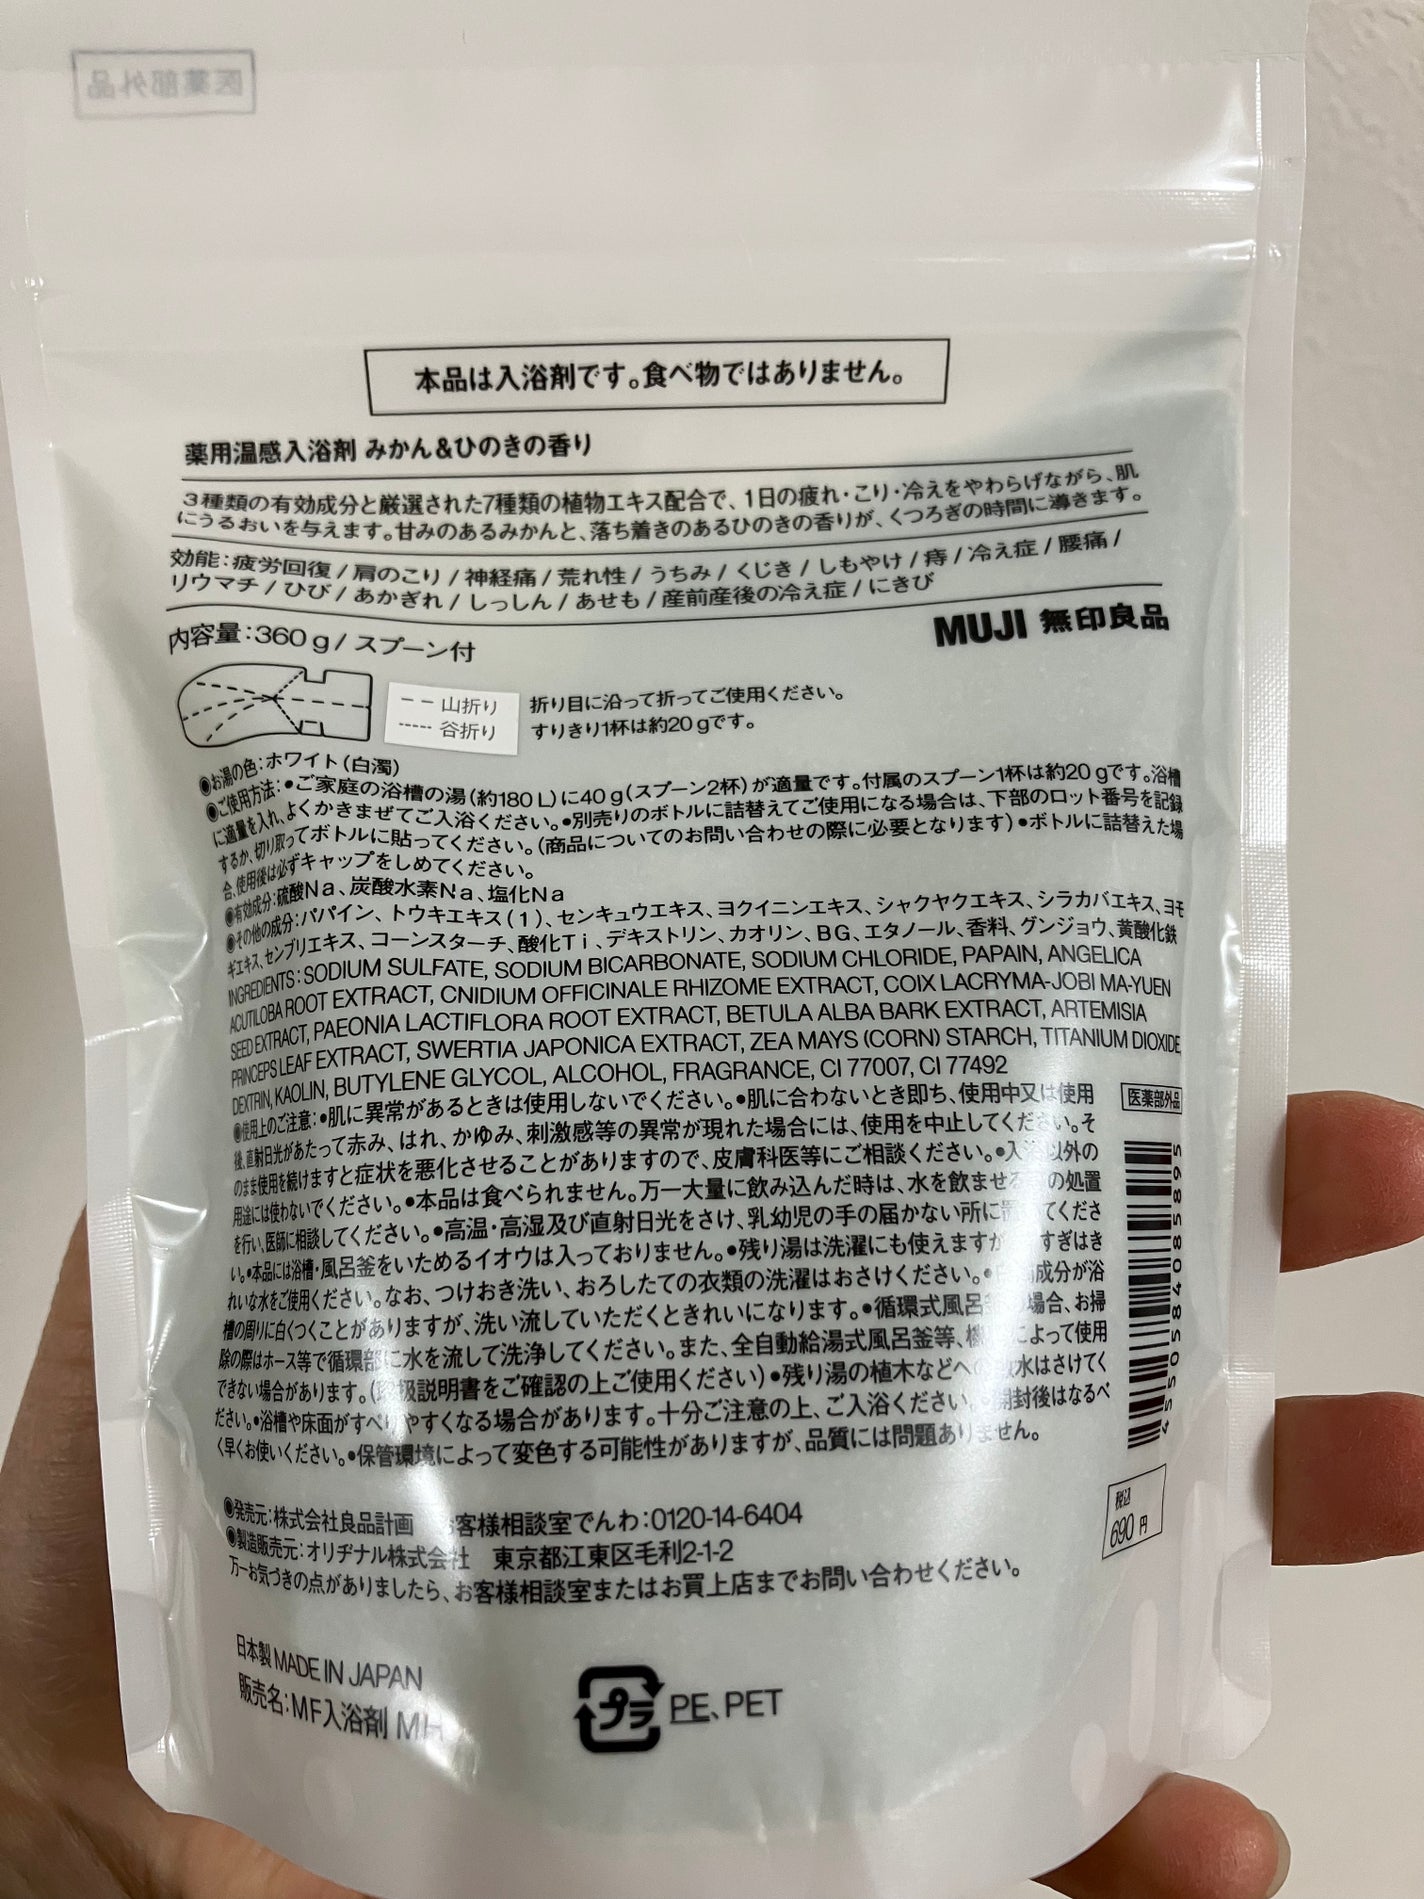 医薬部外品
本品は入浴剤です。食べ物ではありません。
薬用温感入浴剤 みかん&ひのきの香り
3種類の有効成分と厳選された7種類の植物エキス配合で、1日の疲れ・こり・冷えをやわらげながら、肌
にうるおいを与えます。甘みのあるみかんと、落ち着きのあるひのきの香りが、くつろぎの時間に導きます。
効能:疲労回復/肩のこり/神経痛/荒れ性/うちみ/くじき/しもやけ/痔/冷え症/腰痛/
リウマチ/ひび/あかぎれ/しっしん/あせも/産前産後の冷え症/にきび
内容量:360g/スプーン付
MUJI 無印良品
山折り
谷折り
折り目に沿って折ってご使用ください。
すりきり1杯は約20gです。
●お湯の色:ホワイト(白濁)
●ご使用方法:•ご家庭の浴槽の湯(約180L)に40g(スプーン2杯)が適量です。付属のスプーン1杯は約20gです。浴槽
に適量を入れ、よくかきまぜてご入浴ください。•別売りのボトルに詰替えてご使用になる場合は、下部のロット番号を記録
するか、切り取ってボトルに貼ってください。(商品についてのお問い合わせの際に必要となります)•ボトルに詰替えた場
合、使用後は必ずキャップをしめてください。
●有効成分:硫酸Na、炭酸水素Na、塩化Na
●その他の成分:パパイン、トウキエキス(1)、センキュウエキス、ヨクイニンエキス、シャクヤクエキス、シラカバエキス、ヨモ
ギエキス、センブリエキス、コーンスターチ、酸化Ti、デキストリン、カオリン、BG、エタノール、香料、グンジョウ、黄酸化鉄
INGREDIENTS:SODIUM SULFATE, SODIUM BICARBONATE, SODIUM CHLORIDE, PAPAIN, ANGELICA
ACUTILOBA ROOT EXTRACT, CNIDIUM OFFICINALE RHIZOME EXTRACT, COIX LACRYMA-JOBI MA-YUEN
SEED EXTRACT, PAEONIA LACTIFLORA ROOT EXTRACT, BETULA ALBA BARK EXTRACT, ARTEMISIA
PRINCEPS LEAF EXTRACT, SWERTIA JAPONICA EXTRACT, ZEA MAYS (CORN) STARCH, TITANIUM DIOXIDE,
DEXTRIN, KAOLIN, BUTYLENE GLYCOL, ALCOHOL, FRAGRANCE, CI 77007, CI 77492
●使用上のご注意:•肌に異常があるときは使用しないでください。•肌に合わないとき即ち、使用中又は使用
後、直射日光があたって赤み、はれ、かゆみ、刺激感等の異常が現れた場合には、使用を中止してください。そ
のまま使用を続けますと症状を悪化させることがありますので、皮膚科医等にご相談ください。•入 以外の
用途には使わないでください。•本品は食べられません。万一大量に飲み込んだ時は、水を飲ませ の処置
を行い、医師に相談してください。•高温・高湿及び直射日光をさけ、乳幼児の手の届かない所に てくださ
い。•本品には浴槽・風呂釜をいためるイオウは入っておりません。•残り湯は洗濯にも使えますが すぎはき
れいな水をご使用ください。なお、つけおき洗い、おろしたての衣類の洗濯はおさけください。• 成分が浴
槽の周りに白くつくことがありますが、洗い流していただくときれいになります。•循環式風呂 場合、お掃
除の際はホース等で循環部に水を流して洗浄してください。また、全自動給湯式風呂釜等、 によって使用
できない場合があります。( 扱説明書をご確認の上ご使用ください)•残り湯の植木などへ 水はさけてく
ださい。•浴槽や床面がすべりやすくなる場合があります。十分ご注意の上、ご入浴ください 開封後はなるべ
く早くお使いください。•保管環境によって変色する可能性がありますが、品質には問題ありません。
医薬部外品
4550584085895
税込
690円
●発売元:株式会社良品計画 客様相談室でんわ:0120-14-6404
●製造販売元:オリヂナル株式会社 東京都江東区毛利2-1-2
万一お気づきの点がありましたら、お客様相談室またはお買上店までお問い合わせください。
日本製 MADE IN JAPAN
販売名:MF入浴剤 MH
プラ PE、PET